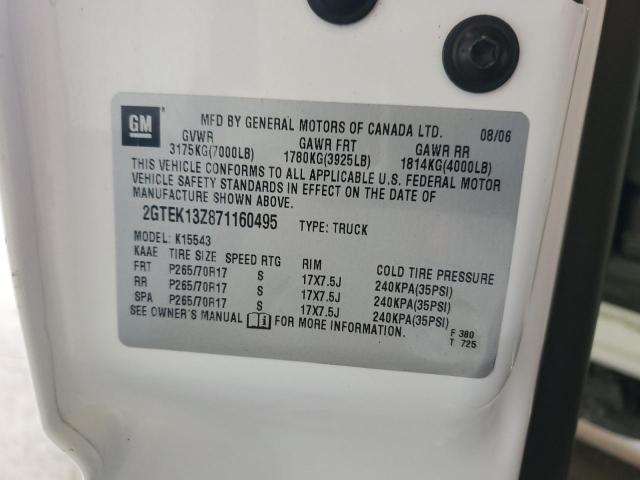 GM
MFD BY GENERAL MOTORS OF CANADA LTD. 08/06
GVWR GAWR FRT GAWR RR
3175KG(7000LB) 1780KG(3925LB) 1814KG(4000LB)
THIS VEHICLE CONFORMS TO ALL APPLICABLE U.S. FEDERAL MOTOR
VEHICLE SAFETY STANDARDS IN EFFECT ON THE DATE OF
MANUFACTURE SHOWN ABOVE.
2GTEK13Z871160495 TYPE: TRUCK
MODEL: K15543
KAAE TIRE SIZE SPEED RTG RIM COLD TIRE PRESSURE
FRT P265/70R17 S 17X7.5J 240KPA(35PSI)
RR P265/70R17 S 17X7.5J 240KPA(35PSI)
SPA P265/70R17 S 17X7.5J 240KPA(35PSI)
SEE OWNER'S MANUAL FOR MORE INFORMATION. F 380
T 725